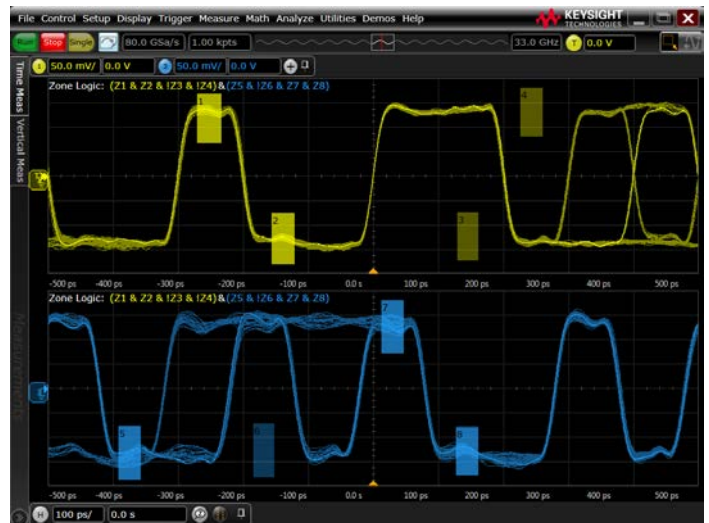 File Control Setup Display Trigger Measure Math Analyze Utilities Demos Help
KEYSIGHT
TECHNOLOGIES
Run Stop Single 80.0 GSa/s 1.00 kpts 33.0 GHz T 0.0 V
1 50.0 mV/ 0.0 V 2 50.0 mV/ 0.0 V
Time Meas
Vertical Meas
Measurements
Zone Logic: (Z1 & Z2 & !Z3 & !Z4)&(Z5 & !Z6 & Z7 & Z8)
1
4
2
3
-500 ps -400 ps -300 ps -200 ps -100 ps 0.0 s 100 ps 200 ps 300 ps 400 ps 500 ps
Zone Logic: (Z1 & Z2 & !Z3 & !Z4)&(Z5 & !Z6 & Z7 & Z8)
7
5
6
8
-500 ps -400 ps -300 ps -200 ps -100 ps 0.0 s 100 ps 200 ps 300 ps 400 ps 500 ps
H 100 ps/ 0.0 s